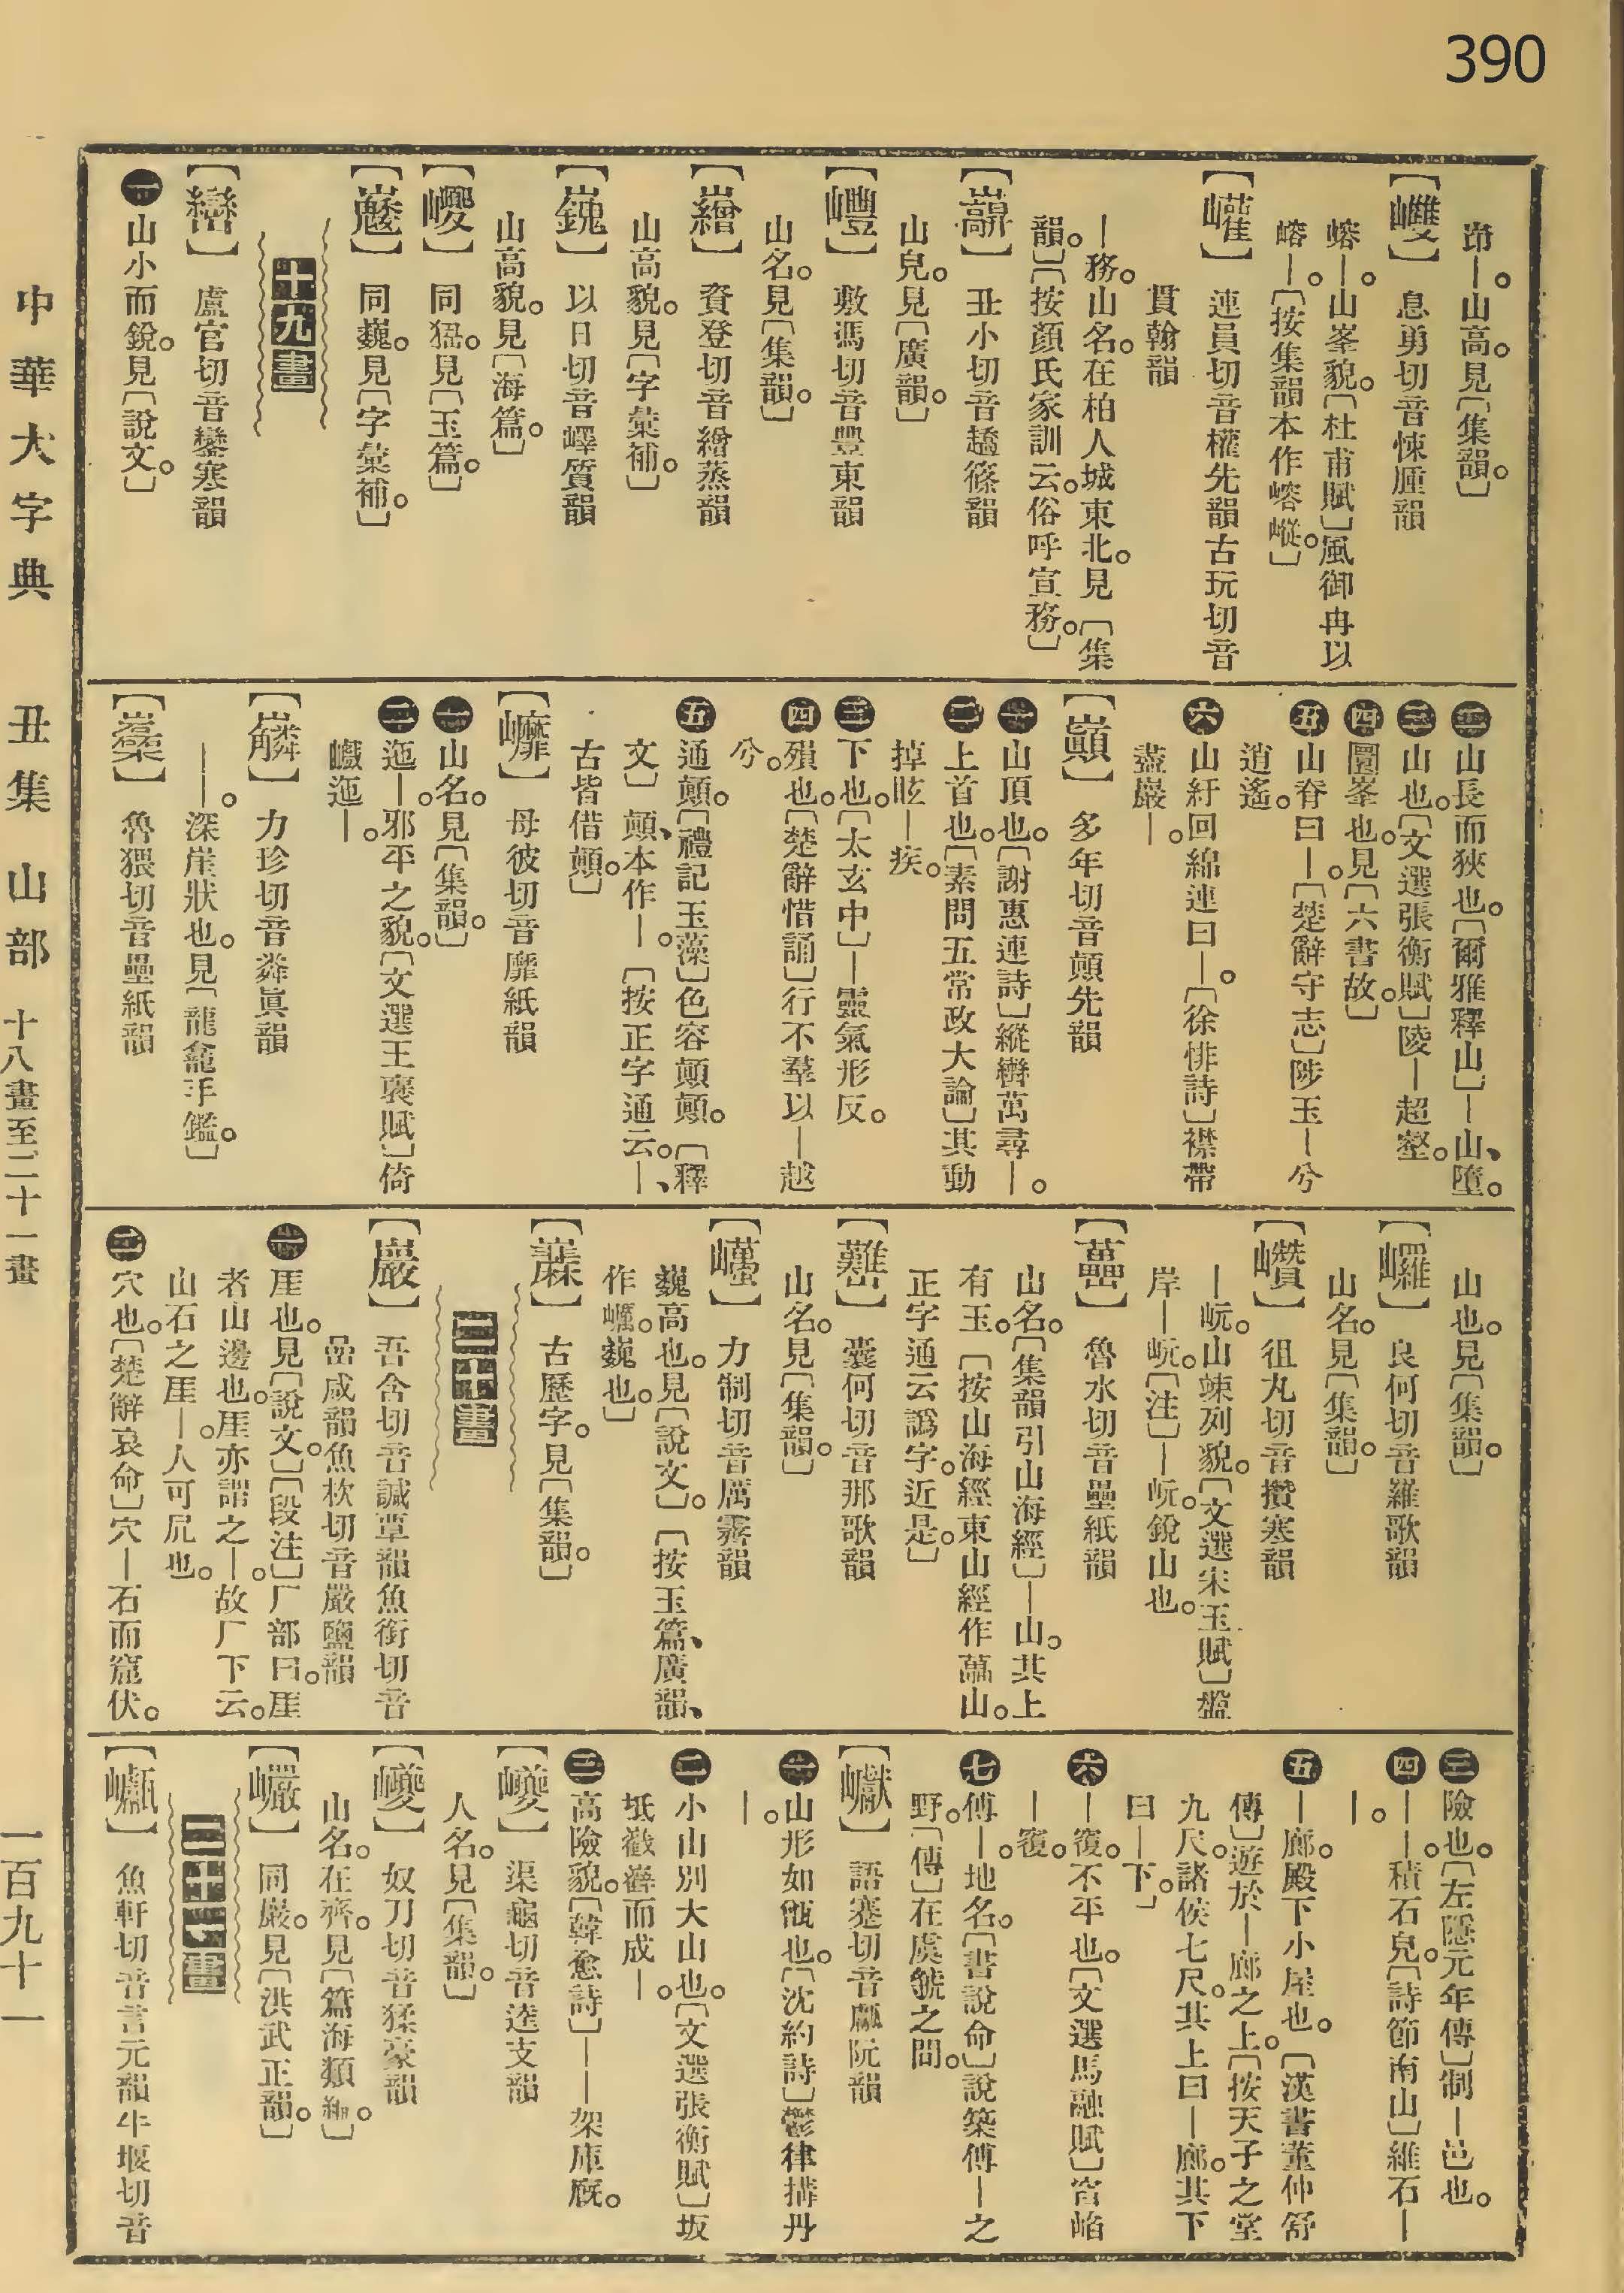 390
岪—。山高。見〔集韻。〕
【㠪】息勇切音悚腫韻
嵱—。山峯貌。〔杜甫賦〕風御冉以
嵱—。〔按集韻本作嵱嵷。〕
【巏】連員切音權先韻古玩切音
貫翰韻
—務。山名。在柏人城東北。見〔集
韻。〕〔按顏氏家訓云。俗呼宣務。〕
丑小切音趫篠韻
山皃。見〔廣韻。〕
【㠦】敷馮切音豐東韻
山名。見〔集韻。〕
資登切音繒蒸韻
山高貌。見〔字彙補。〕
以日切音嶧質韻
山高貌。見〔海篇。〕
【巎】同猱。見〔玉篇。〕
同巍。見〔字彙補。〕
十九畫
【巒】盧官切音鑾寒韻
㊀山小而銳。見〔說文。〕
㊁山長而狹也。〔爾雅釋山〕—山、墮。
㊂山也。〔文選張衡賦〕陵—超壑。
㊃圜峯也。見〔六書故。〕
㊄山脊曰—。〔楚辭守志〕陟玉—兮
逍遙。
㊅山紆回綿連曰—。〔徐悱詩〕襟帶
盡巖—。
【巓】多年切音顛先韻
㊀山頂也。〔謝惠連詩〕縱轡萬尋—。
㊁上首也。〔素問五常政大論〕其動
掉眩—疾。
㊂下也。〔太玄中〕—靈氣形反。
㊃殞也。〔楚辭惜誦〕行不羣以—越
兮。
㊄通顛。〔禮記玉藻〕色容顛顛。〔釋
文〕顛、本作—。〔按正字通云。—、
古皆借顛。〕
【㠧】母彼切音靡紙韻
㊀山名。見〔集韻。〕
㊁迤—。邪平之貌。〔文選王襃賦〕倚
巇迤—。
力珍切音粦眞韻
——。深崖狀也。見〔龍龕手鑑。〕
魯猥切音壘紙韻
山也。見〔集韻。〕
【㠨】良何切音羅歌韻
山名。見〔集韻。〕
【巑】徂丸切音攢寒韻
—岏。山竦列貌。〔文選宋玉賦〕盤
岸—岏。〔注〕—岏。銳山也。
魯水切音壘紙韻
山名。〔集韻引山海經〕—山。其上
有玉。〔按山海經東山經作藟山。
正字通云譌字。近是。〕
囊何切音那歌韻
山名。見〔集韻。〕
力制切音厲霽韻
巍高也。見〔說文〕。〔按玉篇、廣韻、
作巁。巍也。〕
古歷字。見〔集韻。〕
二十畫
【巖】吾含切音諴覃韻魚銜切音
嵒咸韻魚杴切音嚴鹽韻
㊀厓也。見〔說文。〕〔段注〕厂部曰。厓
者山邊也。厓亦謂之—。故厂下云。
山石之厓—。人可凥也。
㊁穴也。〔楚辭哀命〕穴—石而窟伏。
㊂險也。〔左隱元年傳〕制—邑也。
㊃——。積石皃。〔詩節南山〕維石—
—。
㊄—廊。殿下小屋也。〔漢書董仲舒
傳〕遊於—廊之上。〔按天子之堂
九尺。諸侯七尺。其上曰—廊。其下
曰—下。〕
㊅—㟐。不平也。〔文選馬融賦〕窅㟋
—㟐。
㊆傅—。地名。〔書說命〕說築傅—之
野。〔傳〕在虞虢之間。
【巘】語蹇切音甗阮韻
㊀山形如甑也。〔沈約詩〕鬱律搆丹
—。
㊁小山別大山也。〔文選張衡賦〕坂
坻巀嶭而成—。
㊂高險貌。〔韓愈詩〕——架庫廄。
渠龜切音逵支韻
人名。見〔集韻。〕
奴刀切音猱豪韻
山名。在齊。見〔篇海類編。〕
【巗】同巖。見〔洪武正韻。〕
二十一畫
魚軒切音言元韻牛堰切音
中華大字典　丑集　山部　十八畫至二十一畫　一百九十一